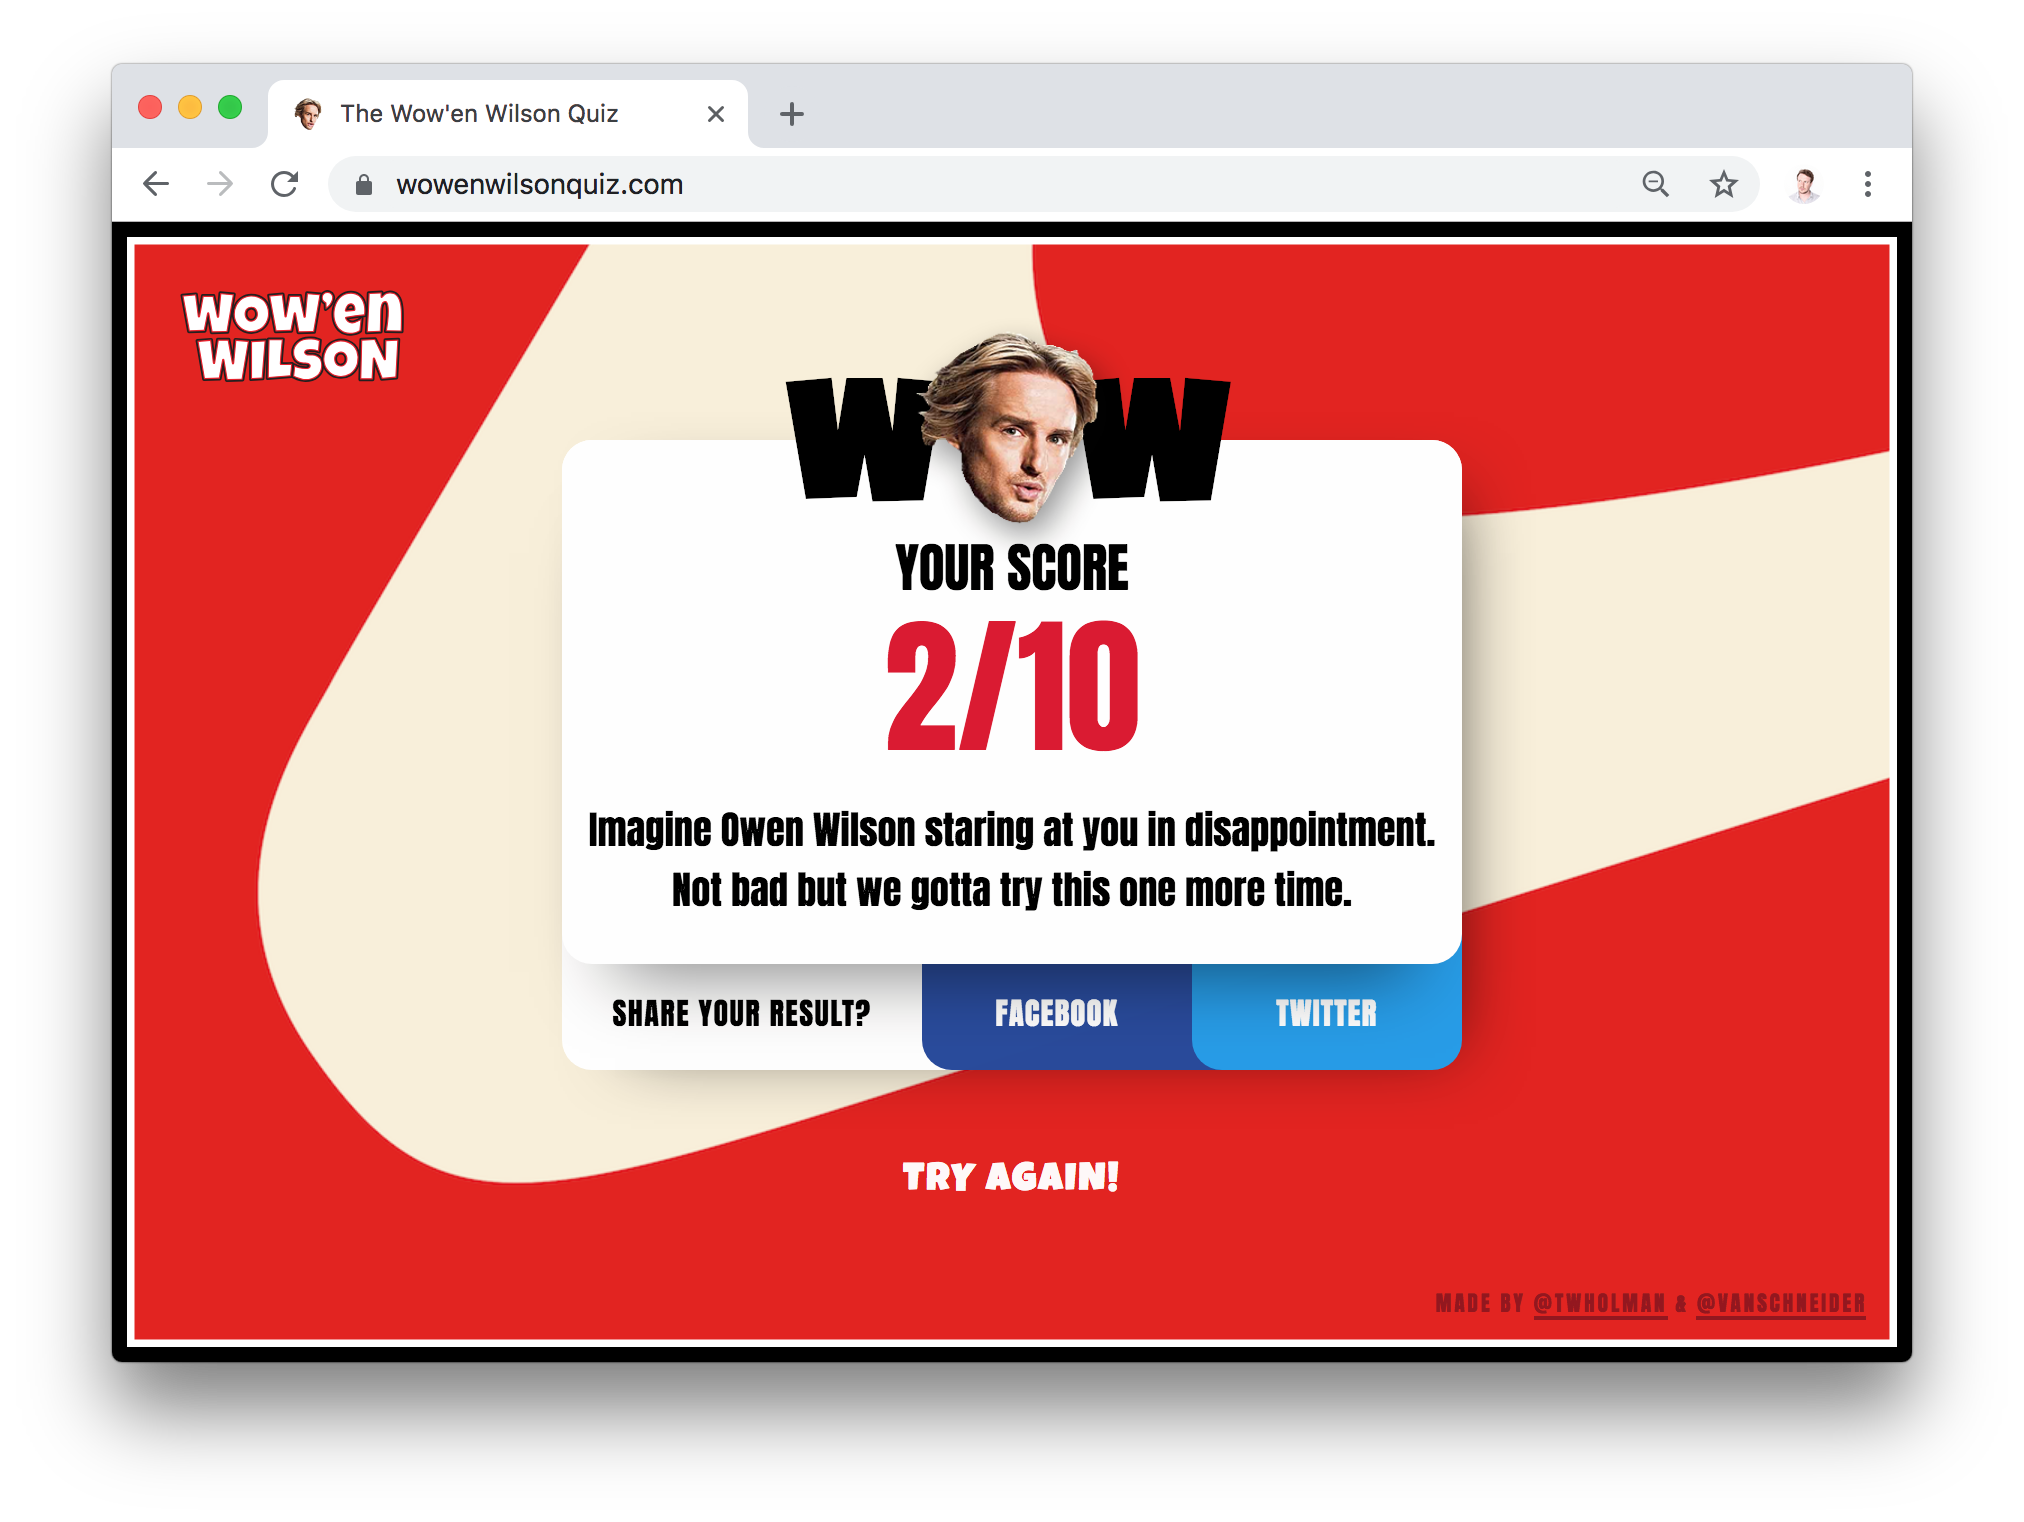 The Wow'en Wilson Quiz
wowenwilsonquiz.com
Wow'en
WILSON
WOW
YOUR SCORE
2/10
Imagine Owen Wilson staring at you in disappointment.
Not bad but we gotta try this one more time.
SHARE YOUR RESULT?
FACEBOOK
TWITTER
TRY AGAIN!
MADE BY @TWHOLMAN & @VANSCHNEIDER